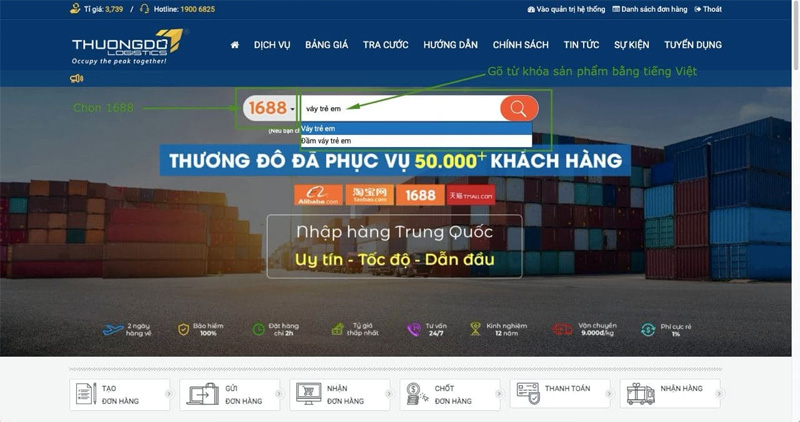 Tỉ giá: 3,739 / Hotline: 1900 6825
Vào quản trị hệ thống Danh sách đơn hàng Thoát
THUONGDO
LOGISTICS
Occupy the peak together!
DỊCH VỤ BẢNG GIÁ TRA CƯỚC HƯỚNG DẪN CHÍNH SÁCH TIN TỨC SỰ KIỆN TUYỂN DỤNG
Gõ từ khóa sản phẩm bằng tiếng Việt
Chọn 1688
1688
váy trẻ em
Váy trẻ em
Đầm váy trẻ em
(Nếu bạn ch
THƯƠNG ĐÔ ĐÃ PHỤC VỤ 50.000+ KHÁCH HÀNG
Alibaba.com
淘宝网
taobao.com
1688
天猫 TMALL.COM
Nhập hàng Trung Quốc
Uy tín - Tốc độ - Dẫn đầu
2 ngày
hàng về
Bảo hiểm
100%
Đặt hàng
chỉ 2h
Tỷ giá
thấp nhất
Tư vấn
24/7
Kinh nghiệm
12 năm
Vận chuyển
9.000đ/kg
Phí cực rẻ
1%
TẠO
ĐƠN HÀNG
GỬI
ĐƠN HÀNG
NHẬN
ĐƠN HÀNG
CHỐT
ĐƠN HÀNG
THANH TOÁN
NHẬN HÀNG